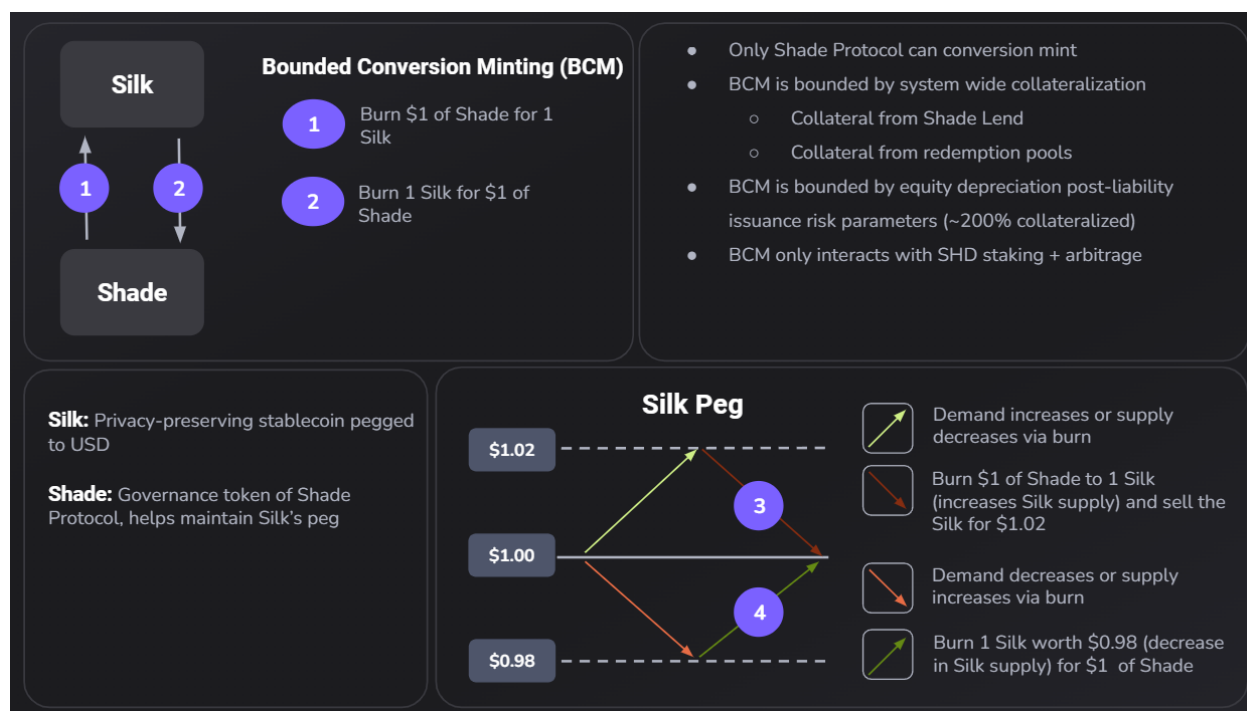 Silk
Shade
1
2
Bounded Conversion Minting (BCM)
1
Burn $1 of Shade for 1
Silk
2
Burn 1 Silk for $1 of
Shade
● Only Shade Protocol can conversion mint
● BCM is bounded by system wide collateralization
○ Collateral from Shade Lend
○ Collateral from redemption pools
● BCM is bounded by equity depreciation post-liability
issuance risk parameters (~200% collateralized)
● BCM only interacts with SHD staking + arbitrage
Silk: Privacy-preserving stablecoin pegged
to USD
Shade: Governance token of Shade
Protocol, helps maintain Silk's peg
Silk Peg
$1.02
$1.00
$0.98
3
4
Demand increases or supply
decreases via burn
Burn $1 of Shade to 1 Silk
(increases Silk supply) and sell the
Silk for $1.02
Demand decreases or supply
increases via burn
Burn 1 Silk worth $0.98 (decrease
in Silk supply) for $1 of Shade